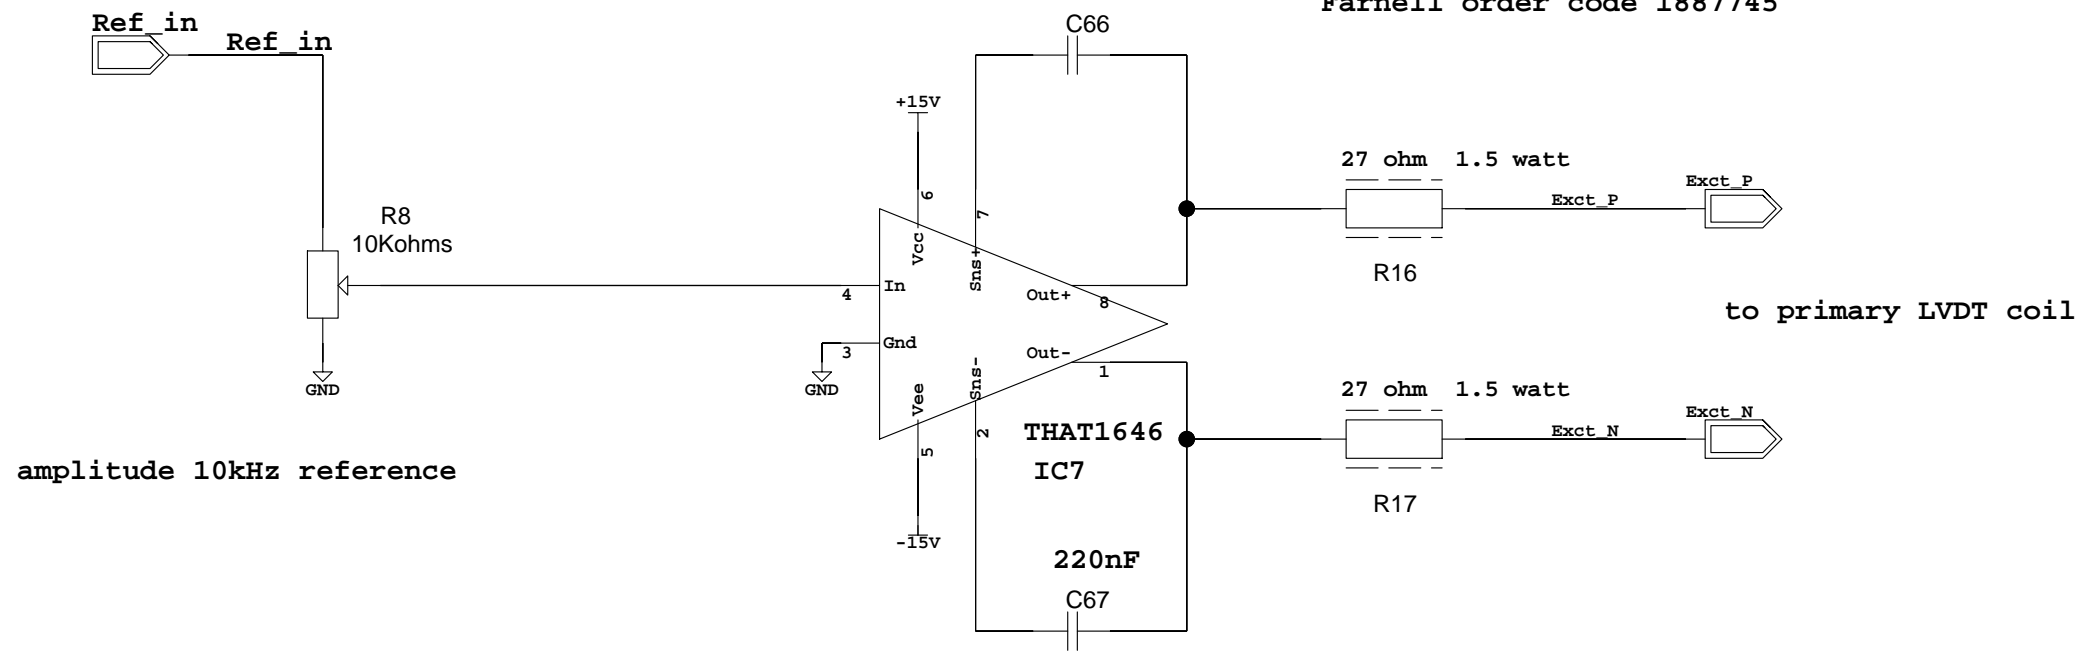 Farnell order code 1887745
Ref_in
Ref_in
C66
+15V
27 ohm 1.5 watt
Exct_P
Exct_P
6
7
R8
10Kohms
Vcc
Sns+
R16
4
In
Out+
8
to primary LVDT coil
3
Gnd
Out-
1
GND
GND
Vee
Sns-
27 ohm 1.5 watt
Exct_N
Exct_N
2
THAT1646
5
IC7
amplitude 10kHz reference
R17
-15V
220nF
C67